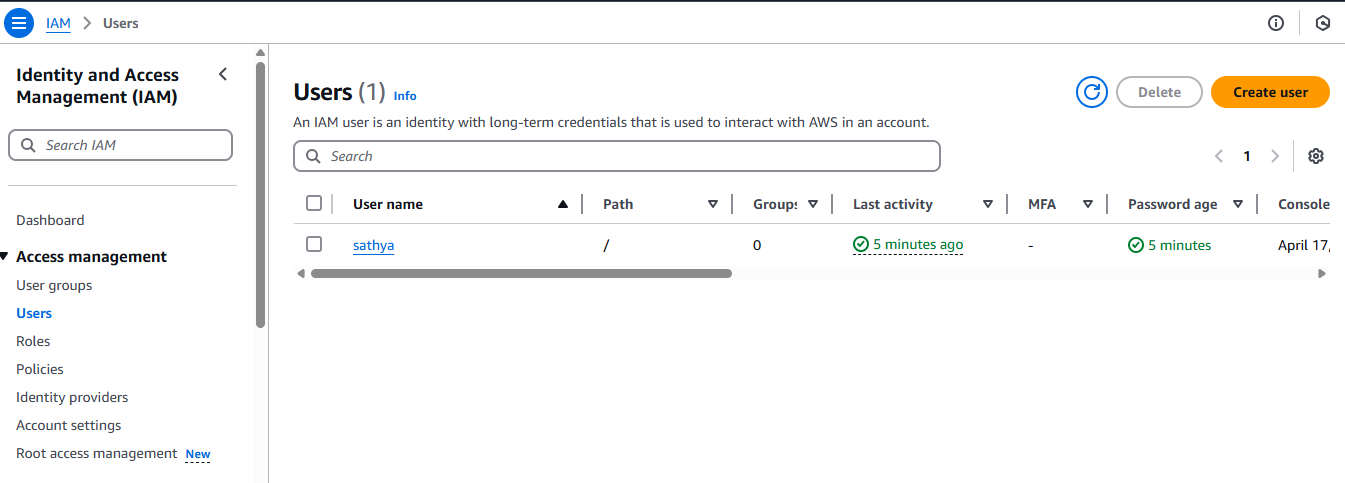 IAM > Users
Identity and Access
Management (IAM)
Search IAM
Dashboard
Access management
User groups
Users
Roles
Policies
Identity providers
Account settings
Root access management New
Users (1) Info
Delete
Create user
An IAM user is an identity with long-term credentials that is used to interact with AWS in an account.
Search
1
User name Path Groups Last activity MFA Password age Console
sathya / 0 5 minutes ago - 5 minutes April 17,